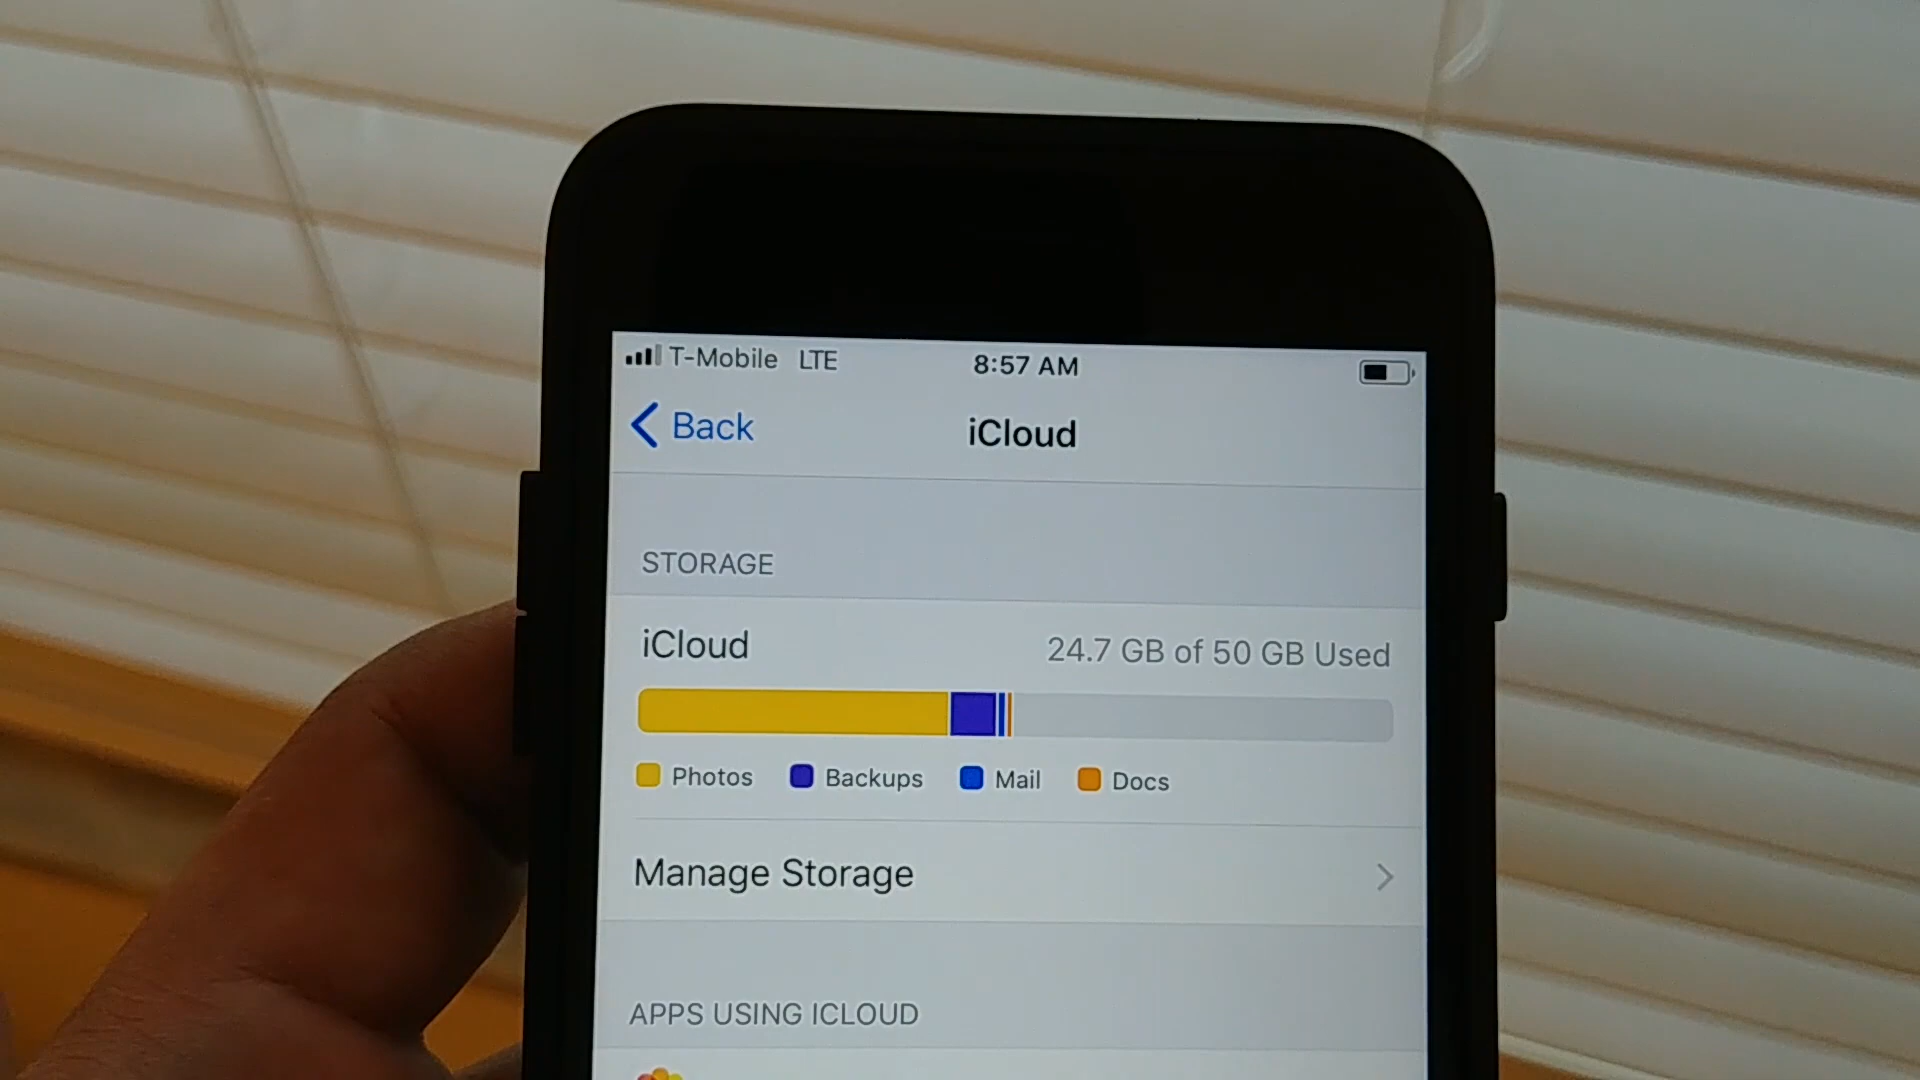 T-Mobile LTE 8:57 AM
Back iCloud
STORAGE
iCloud 24.7 GB of 50 GB Used
Photos Backups Mail Docs
Manage Storage
APPS USING ICLOUD